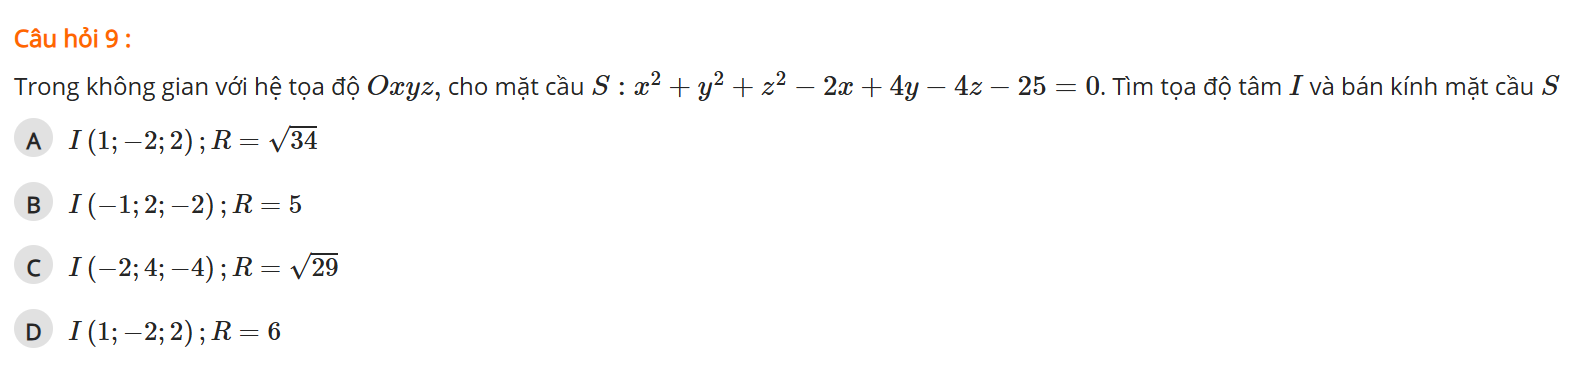 Câu hỏi 9 :
Trong không gian với hệ tọa độ Oxyz, cho mặt cầu S : x² + y² + z² − 2x + 4y − 4z − 25 = 0. Tìm tọa độ tâm I và bán kính mặt cầu S
A I (1; −2; 2) ; R = √34
B I (−1; 2; −2) ; R = 5
C I (−2; 4; −4) ; R = √29
D I (1; −2; 2) ; R = 6